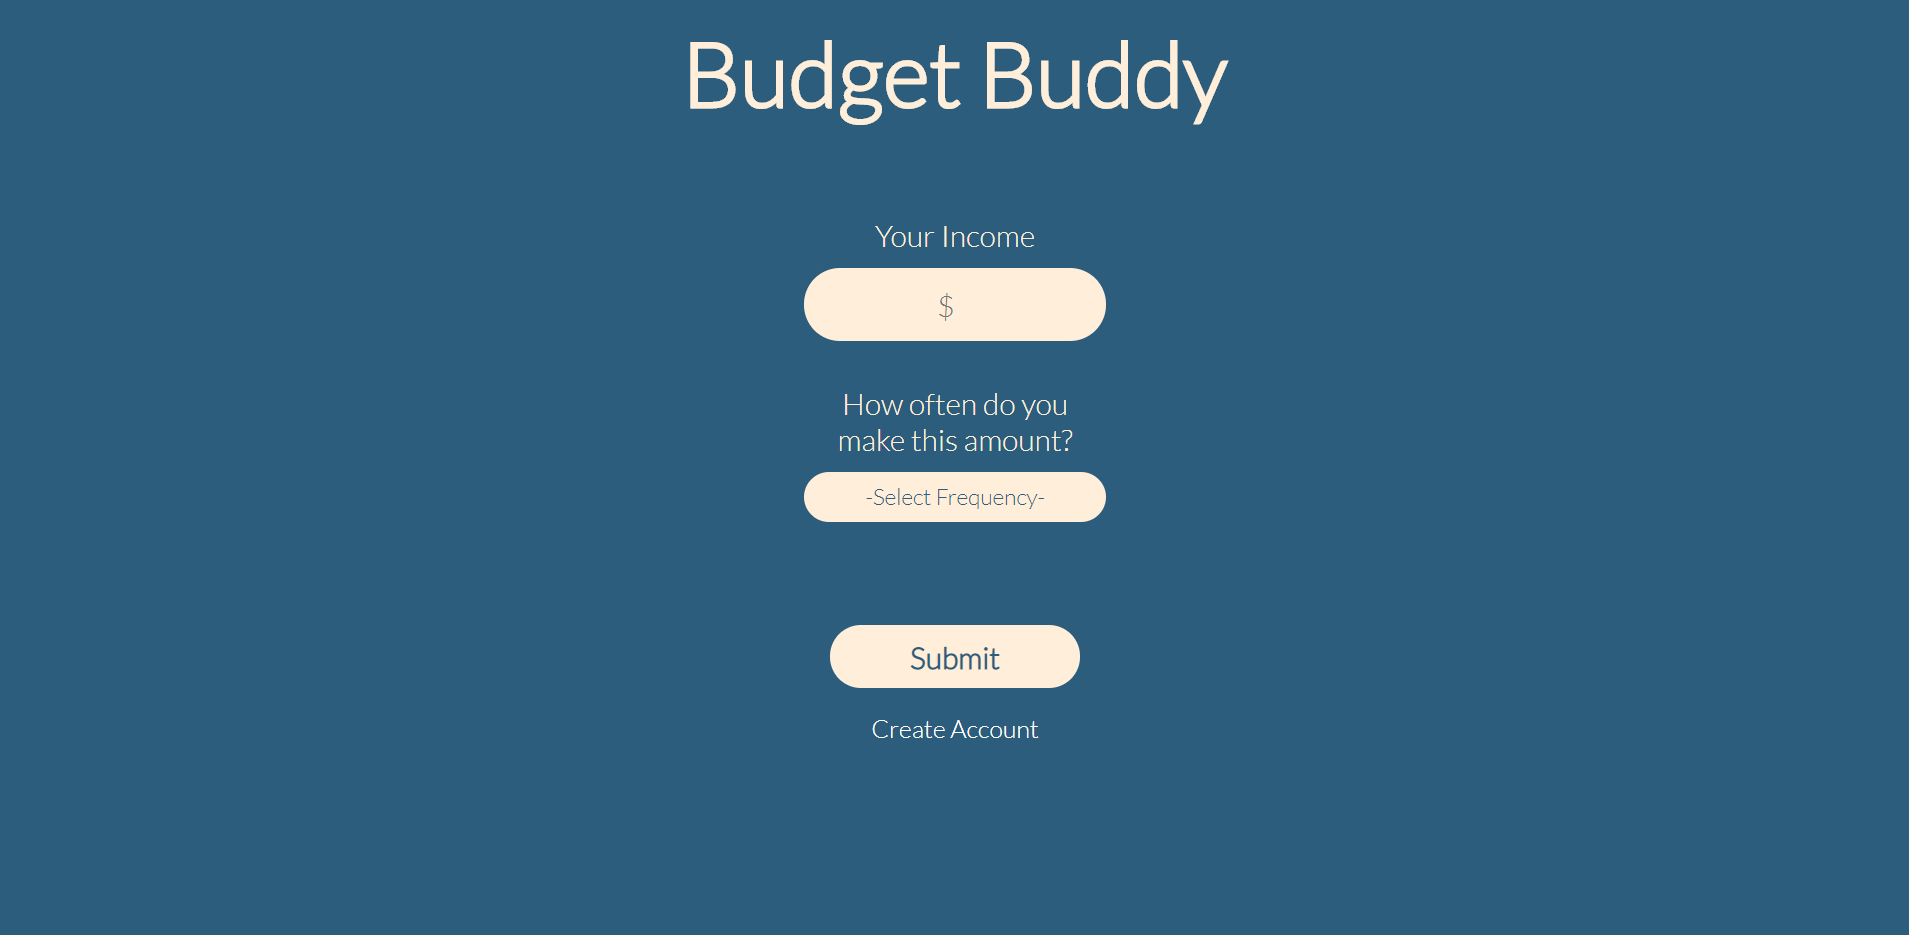 Budget Buddy
Your Income
$
How often do you
make this amount?
-Select Frequency-
Submit
Create Account